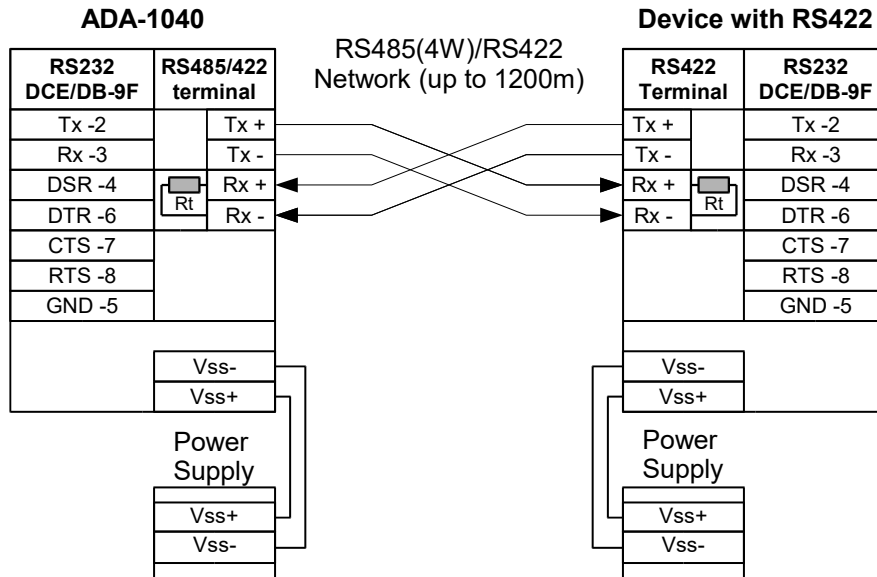 ADA-1040
Device with RS422
RS485(4W)/RS422
Network (up to 1200m)
RS232
DCE/DB-9F
RS485/422
terminal
Tx -2
Tx +
Rx -3
Tx -
DSR -4
Rx +
Rt
DTR -6
Rx -
CTS -7
RTS -8
GND -5
Vss-
Vss+
Power
Supply
Vss+
Vss-
RS422
Terminal
RS232
DCE/DB-9F
Tx +
Tx -2
Tx -
Rx -3
Rx +
DSR -4
Rt
Rx -
DTR -6
CTS -7
RTS -8
GND -5
Vss-
Vss+
Power
Supply
Vss+
Vss-